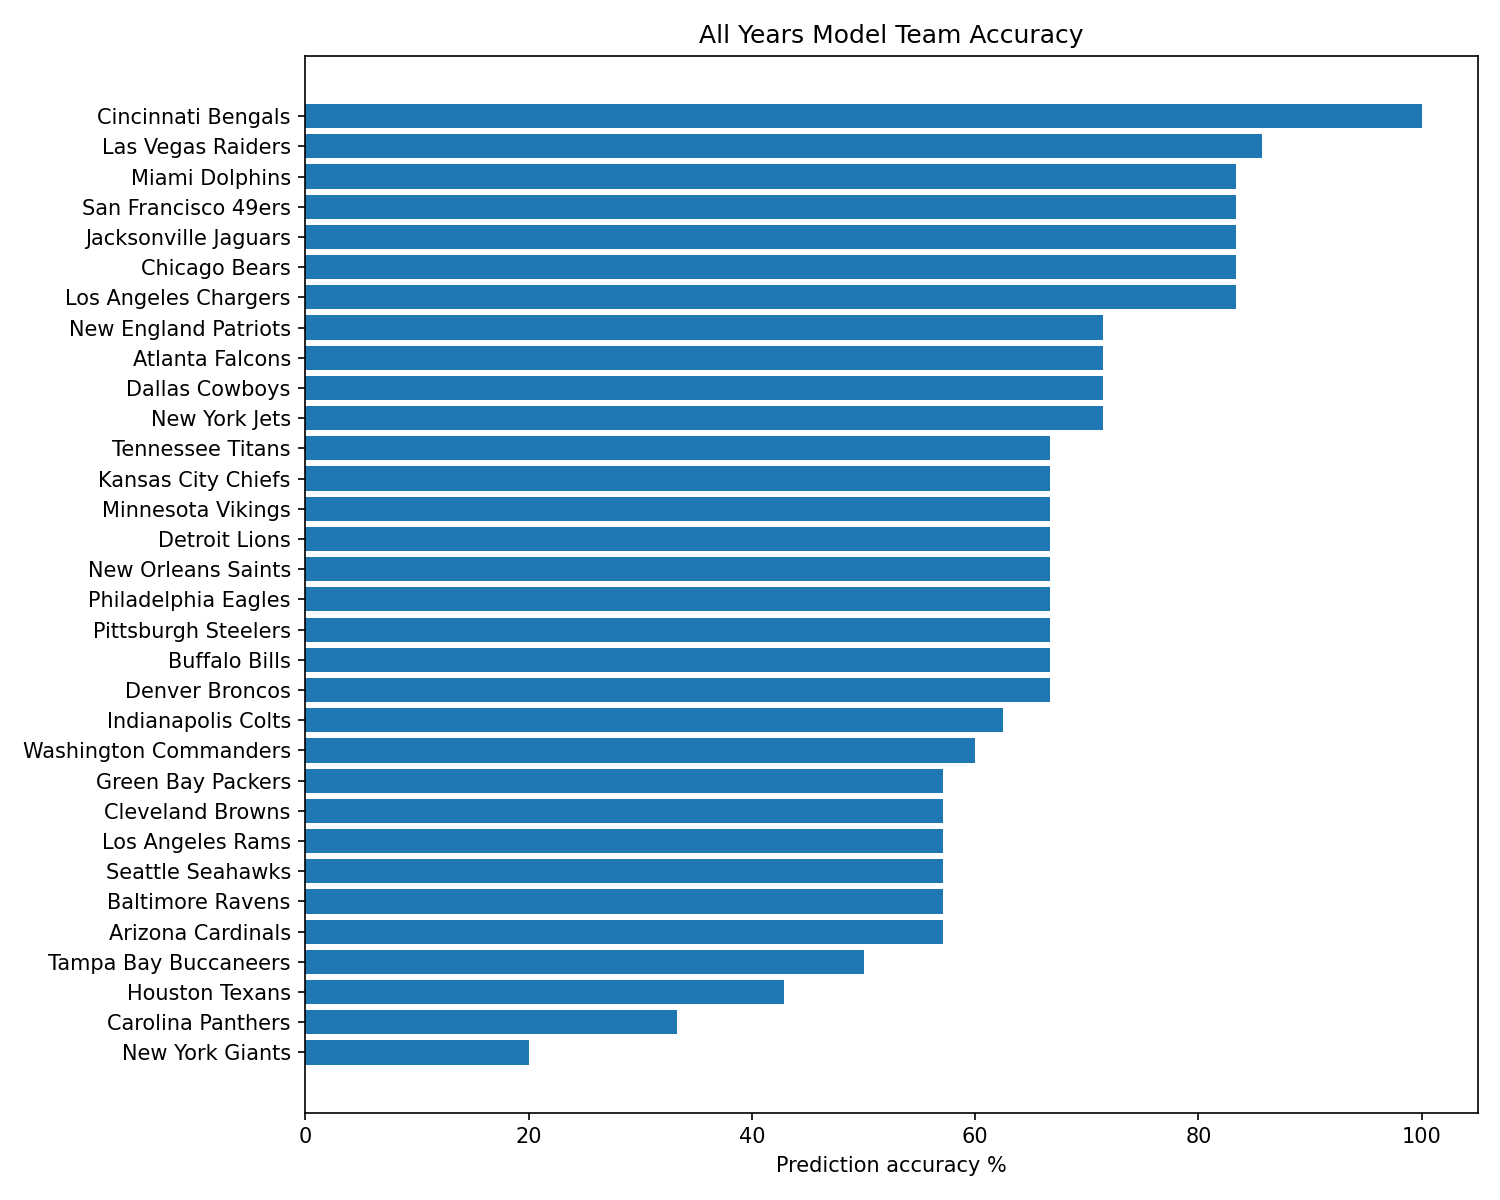 All Years Model Team Accuracy
Cincinnati Bengals
Las Vegas Raiders
Miami Dolphins
San Francisco 49ers
Jacksonville Jaguars
Chicago Bears
Los Angeles Chargers
New England Patriots
Atlanta Falcons
Dallas Cowboys
New York Jets
Tennessee Titans
Kansas City Chiefs
Minnesota Vikings
Detroit Lions
New Orleans Saints
Philadelphia Eagles
Pittsburgh Steelers
Buffalo Bills
Denver Broncos
Indianapolis Colts
Washington Commanders
Green Bay Packers
Cleveland Browns
Los Angeles Rams
Seattle Seahawks
Baltimore Ravens
Arizona Cardinals
Tampa Bay Buccaneers
Houston Texans
Carolina Panthers
New York Giants
0 20 40 60 80 100
Prediction accuracy %